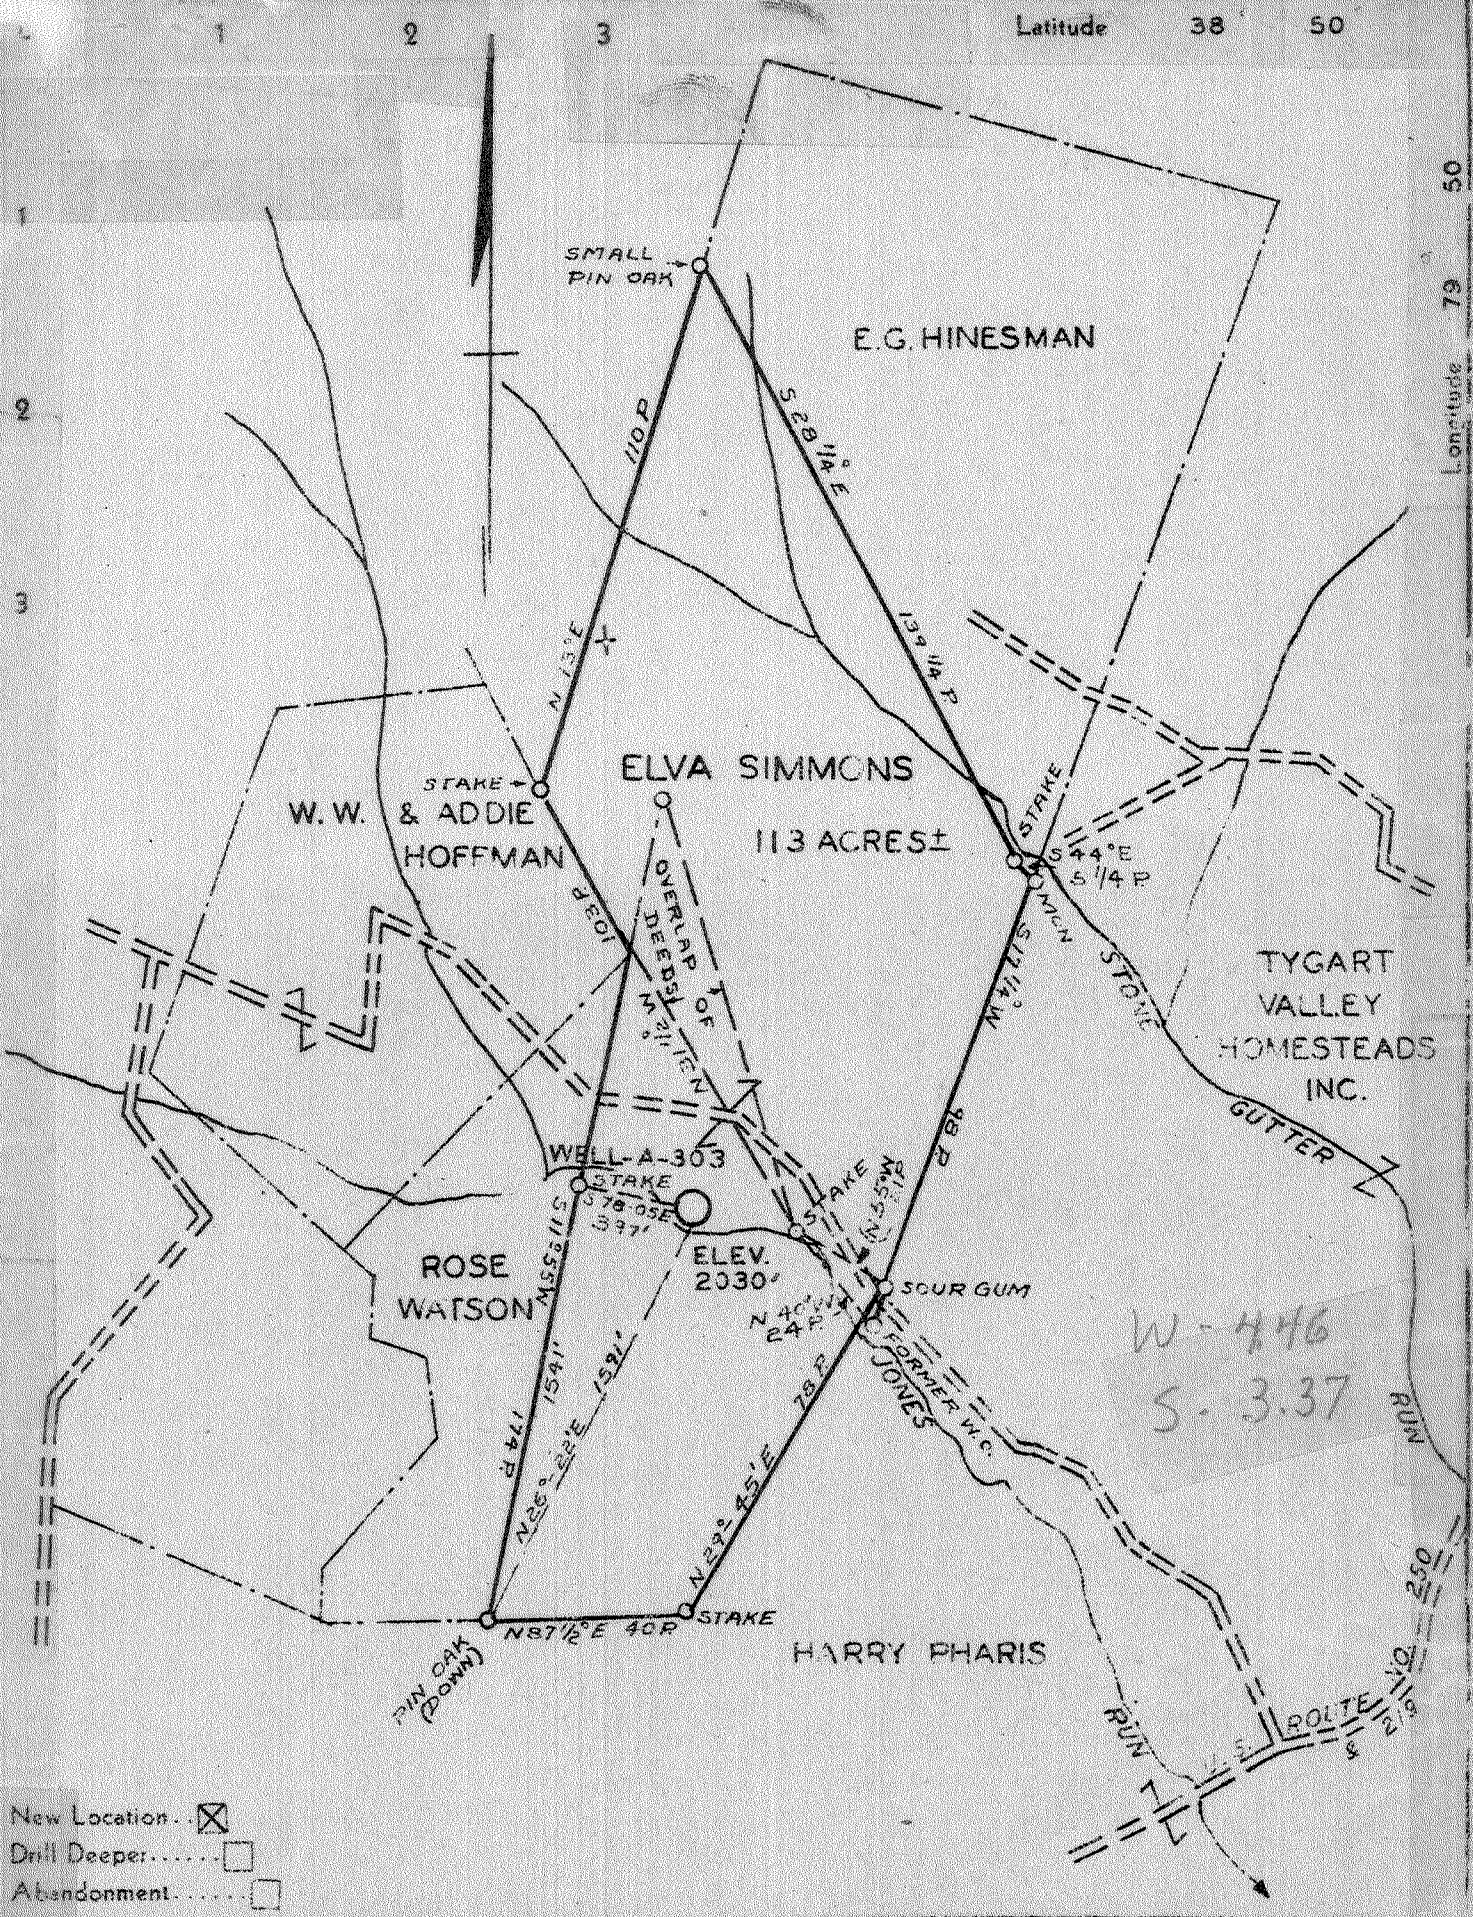 1 2 3 Latitude 38 50
1
2
3
Longitude 79 50
SMALL
PIN OAK
E.G. HINESMAN
110 P
S 28 1/4° E
N 13° E
139 1/4 P
STAKE
W.W. & ADDIE
HOFFMAN
ELVA SIMMONS
113 ACRES±
STAKE
S 44° E
5 1/4 P.
MON
STONE
103 P
OVERLAP OF
DEEDS
N 31 1/2° W
S 17 1/4° W
98 P.
TYGART
VALLEY
HOMESTEADS
INC.
GUTTER
WELL-A-303
STAKE
S 78-05E
397'
STAKE
ELEV.
2030'
ROSE
WATSON
S 11°55'W
1541'
174 P.
1591'
N 26°-22'E
SOUR GUM
N 40° W
24 P.
FORMER W.O.
JONES
W-446
S-3.37
RUN
78 P.
N 29° 45' E
N 87 1/2° E 40 P.
STAKE
PIN OAK
(DOWN)
HARRY PHARIS
RUN
U.S. ROUTE NO 250
& 219
New Location..
Drill Deeper......
Abandonment......